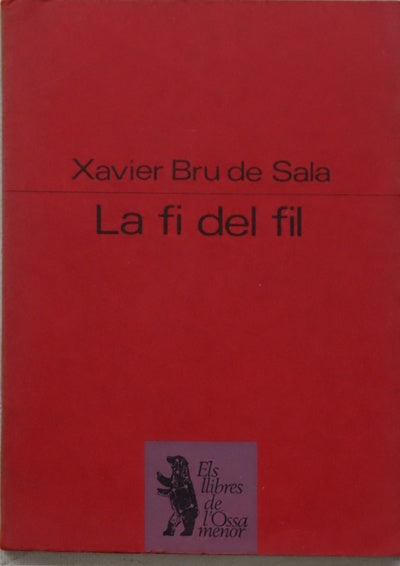 Xavier Bru de Sala
La fi del fil
Els
llibres
de
l'Ossa
menor